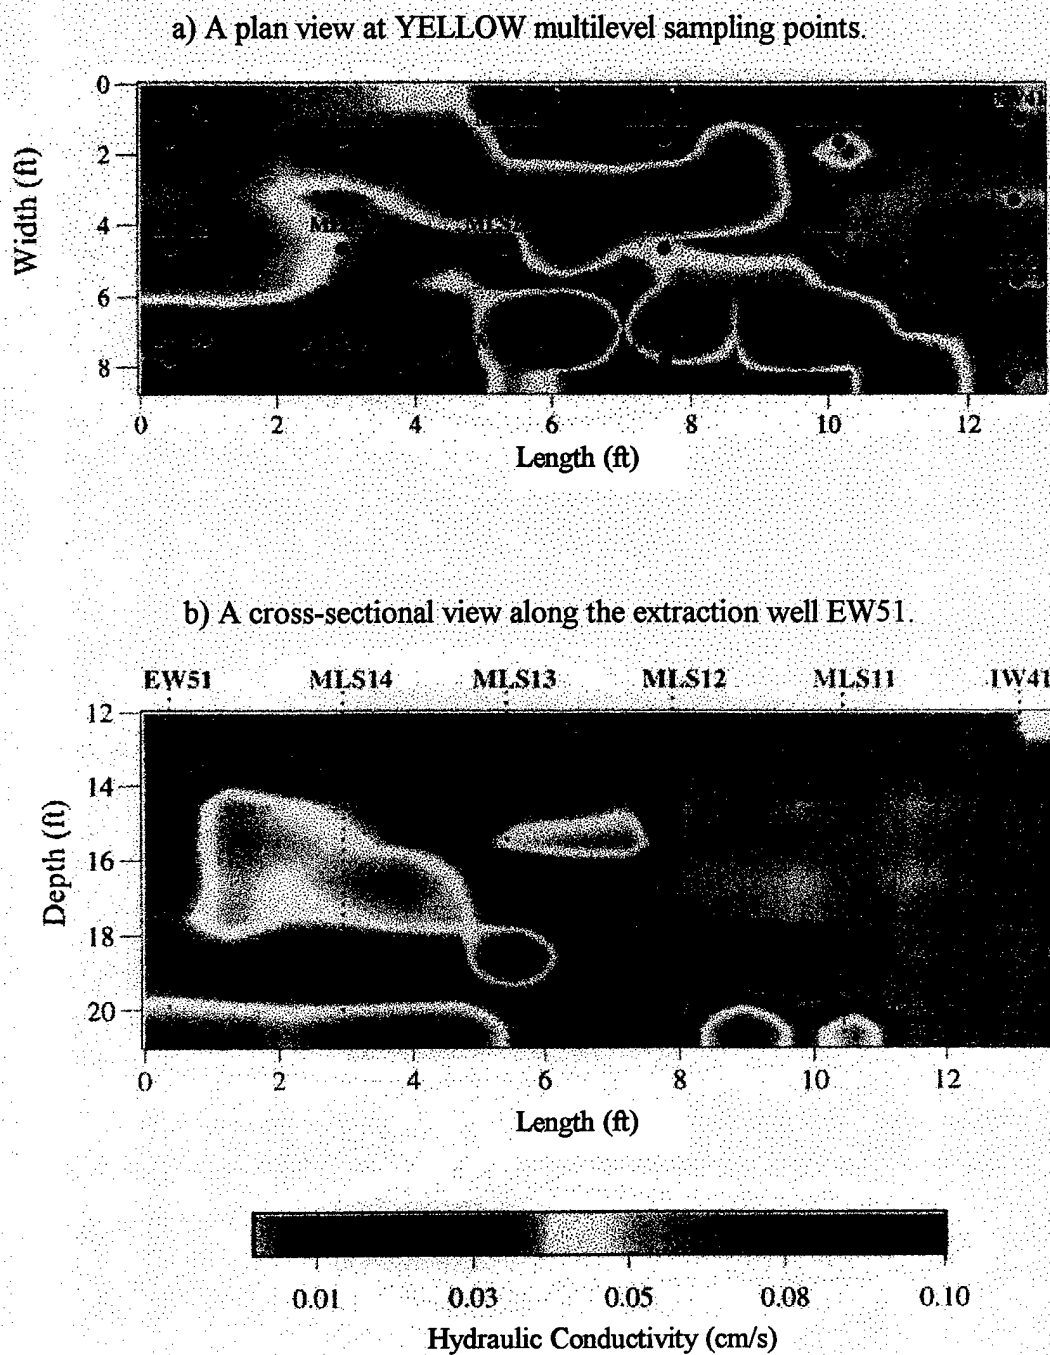 a) A plan view at YELLOW multilevel sampling points.
0
2
4
6
8
Width (ft)
0 2 4 6 8 10 12
Length (ft)
b) A cross-sectional view along the extraction well EW51.
EW51 MLS14 MLS13 MLS12 MLS11 IW41
12
14
16
18
20
Depth (ft)
0 2 4 6 8 10 12
Length (ft)
0.01 0.03 0.05 0.08 0.10
Hydraulic Conductivity (cm/s)